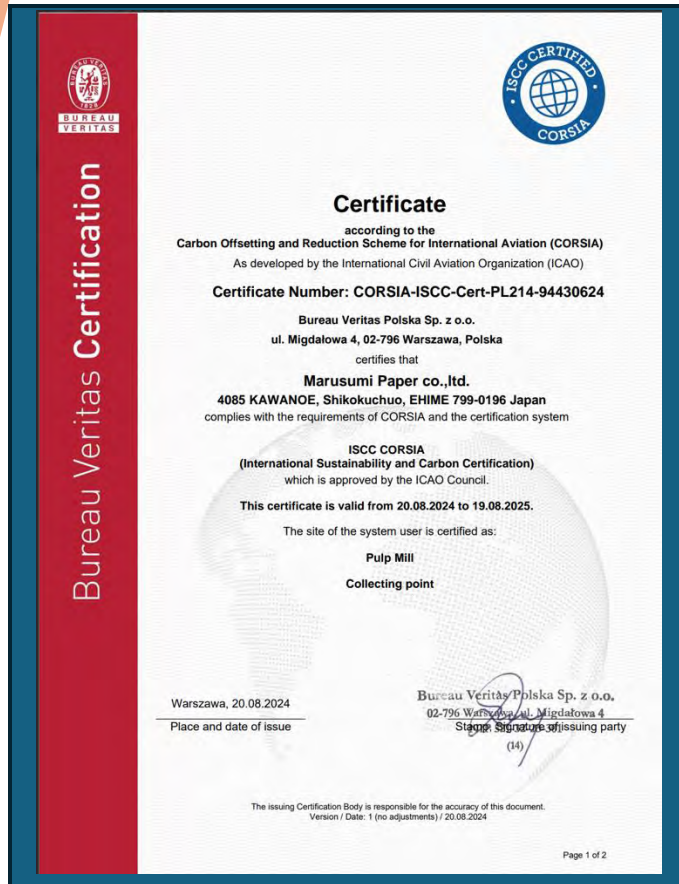 BUREAU VERITAS
1828
BUREAU
VERITAS
Bureau Veritas Certification
ISCC CERTIFIED
CORSIA
Certificate
according to the
Carbon Offsetting and Reduction Scheme for International Aviation (CORSIA)
As developed by the International Civil Aviation Organization (ICAO)
Certificate Number: CORSIA-ISCC-Cert-PL214-94430624
Bureau Veritas Polska Sp. z o.o.
ul. Migdałowa 4, 02-796 Warszawa, Polska
certifies that
Marusumi Paper co.,ltd.
4085 KAWANOE, Shikokuchuo, EHIME 799-0196 Japan
complies with the requirements of CORSIA and the certification system
ISCC CORSIA
(International Sustainability and Carbon Certification)
which is approved by the ICAO Council.
This certificate is valid from 20.08.2024 to 19.08.2025.
The site of the system user is certified as:
Pulp Mill
Collecting point
Warszawa, 20.08.2024
Place and date of issue
Bureau Veritas Polska Sp. z o.o.
02-796 Warszawa, ul. Migdałowa 4
Stamp, Signature of issuing party
(14)
The issuing Certification Body is responsible for the accuracy of this document.
Version / Date: 1 (no adjustments) / 20.08.2024
Page 1 of 2